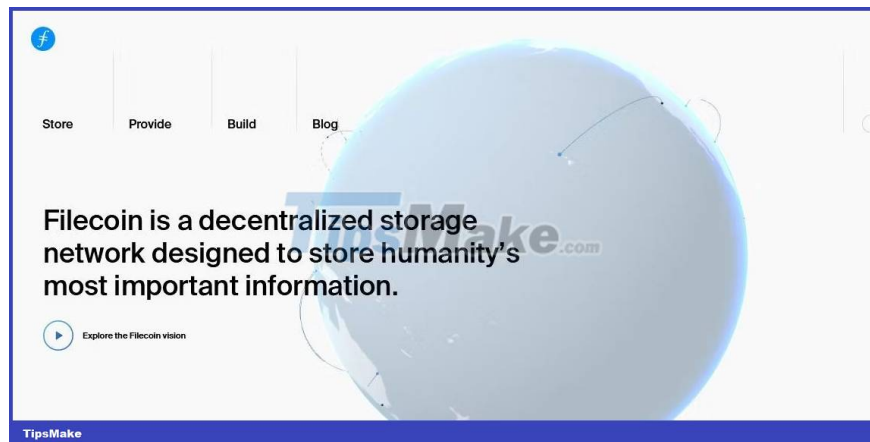 Store
Provide
Build
Blog
Filecoin is a decentralized storage
network designed to store humanity's
most important information.
TipsMake.com
Explore the Filecoin vision
TipsMake